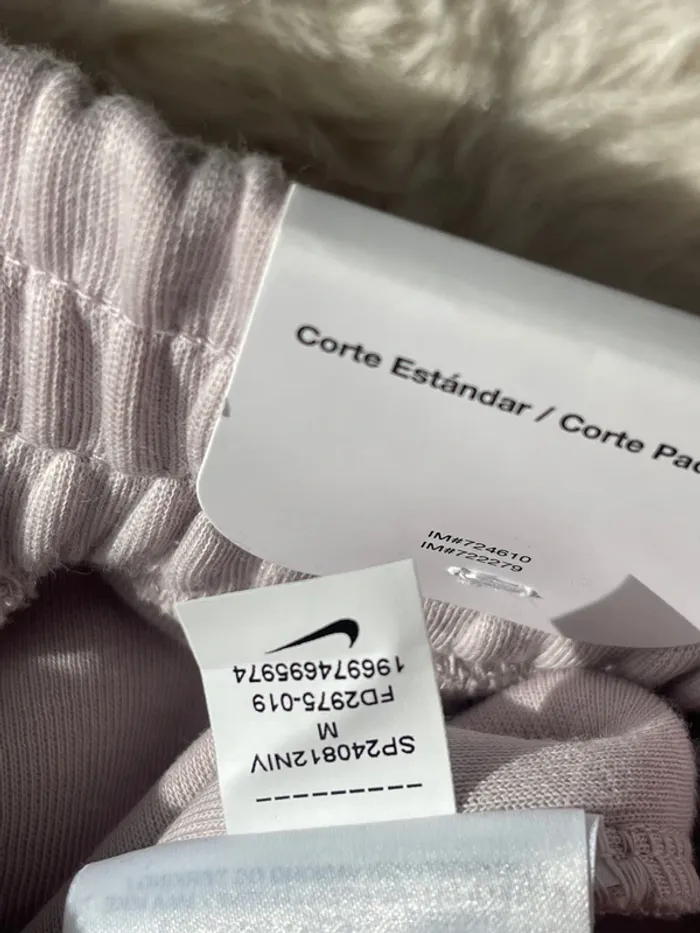 Corte Estándar / Corte
IM#724610
IM#722279
196974695974
FD2975-019
M
SP240812NIV
---------